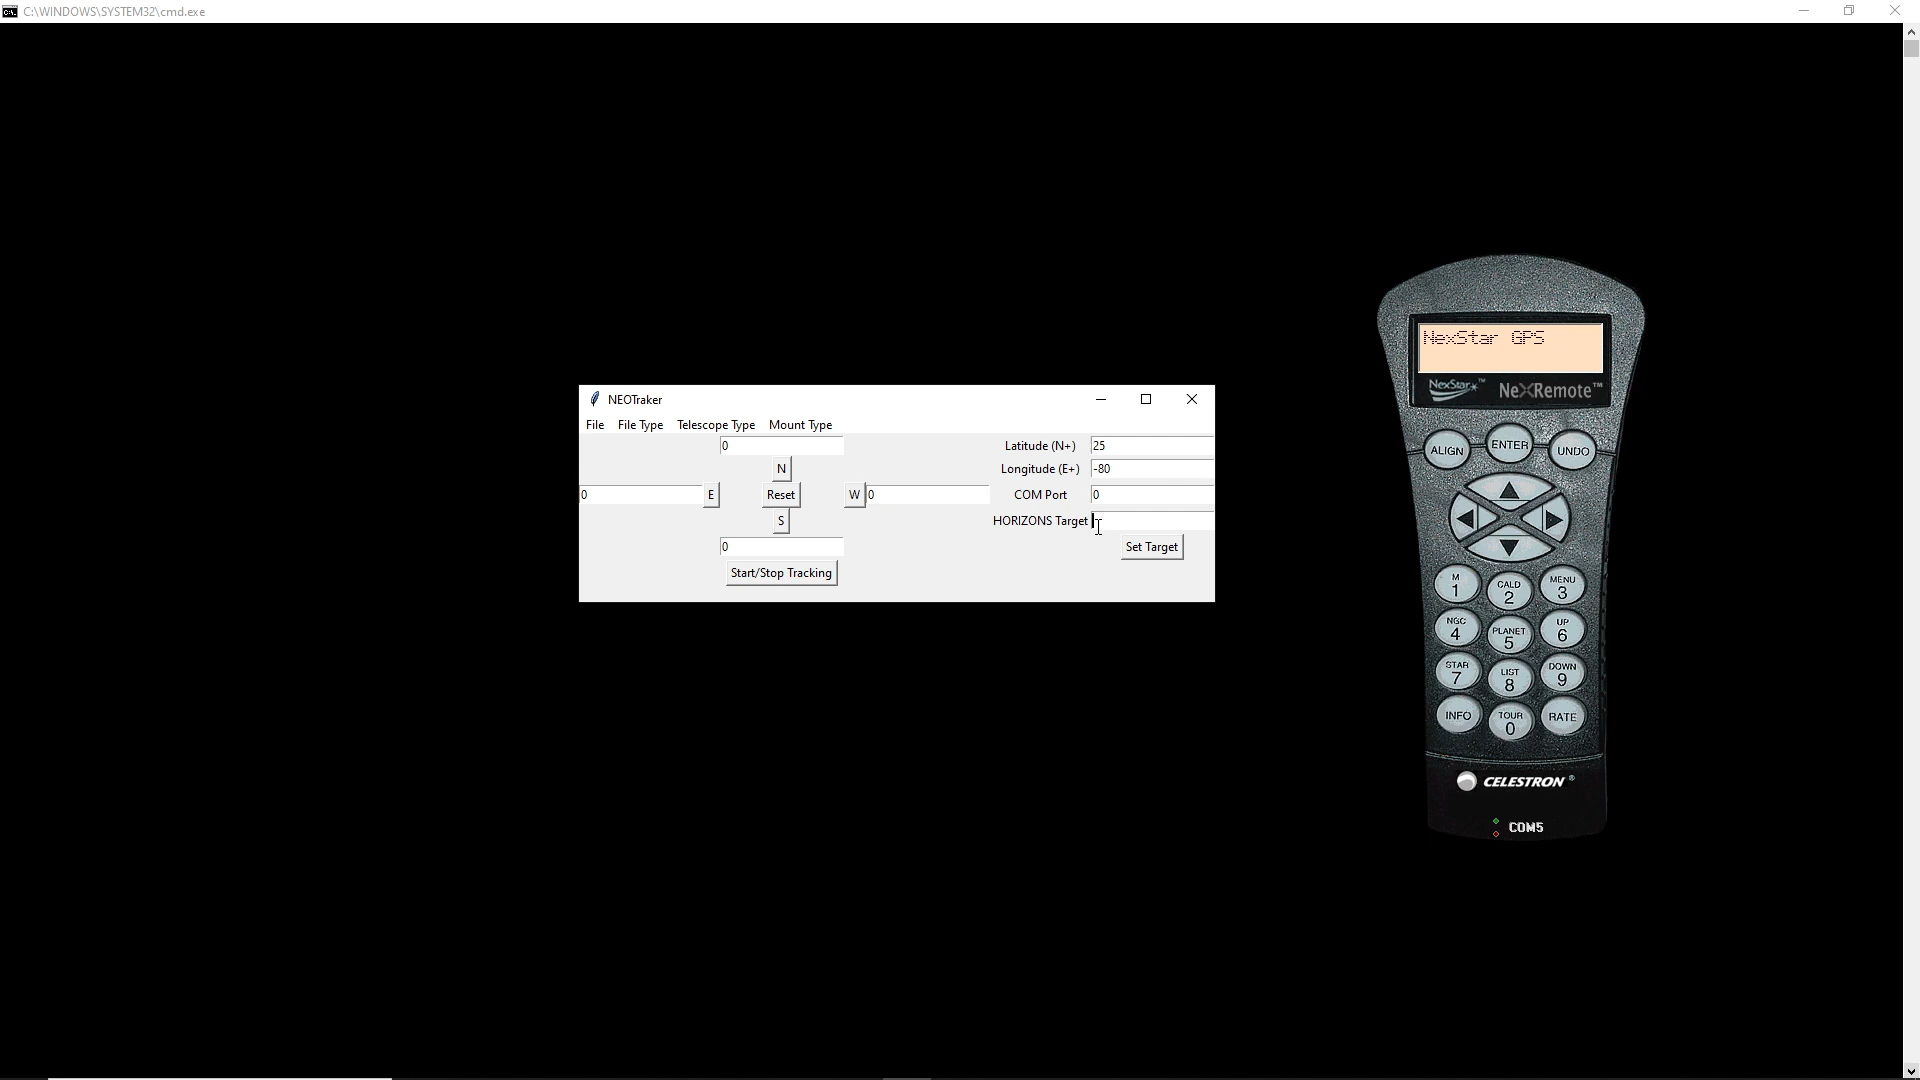 C:\WINDOWS\SYSTEM32\cmd.exe
NEOTraker
File File Type Telescope Type Mount Type
0
N
0 E Reset W 0
S
0
Start/Stop Tracking
Latitude (N+) 25
Longitude (E+) -80
COM Port 0
HORIZONS Target
Set Target
NexStar GPS
NexStar™ NexRemote™
ALIGN ENTER UNDO
M 1 CALD 2 MENU 3
NGC 4 PLANET 5 UP 6
STAR 7 LIST 8 DOWN 9
INFO TOUR 0 RATE
CELESTRON®
COM5